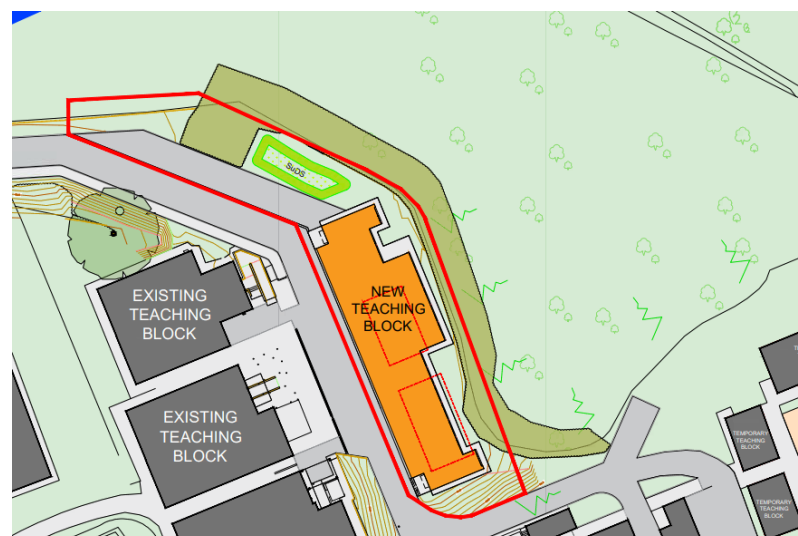 SuDS
NEW
TEACHING
BLOCK
EXISTING
TEACHING
BLOCK
EXISTING
TEACHING
BLOCK
TEMPORARY
TEACHING
BLOCK
TEMPORARY
TEACHING
BLOCK